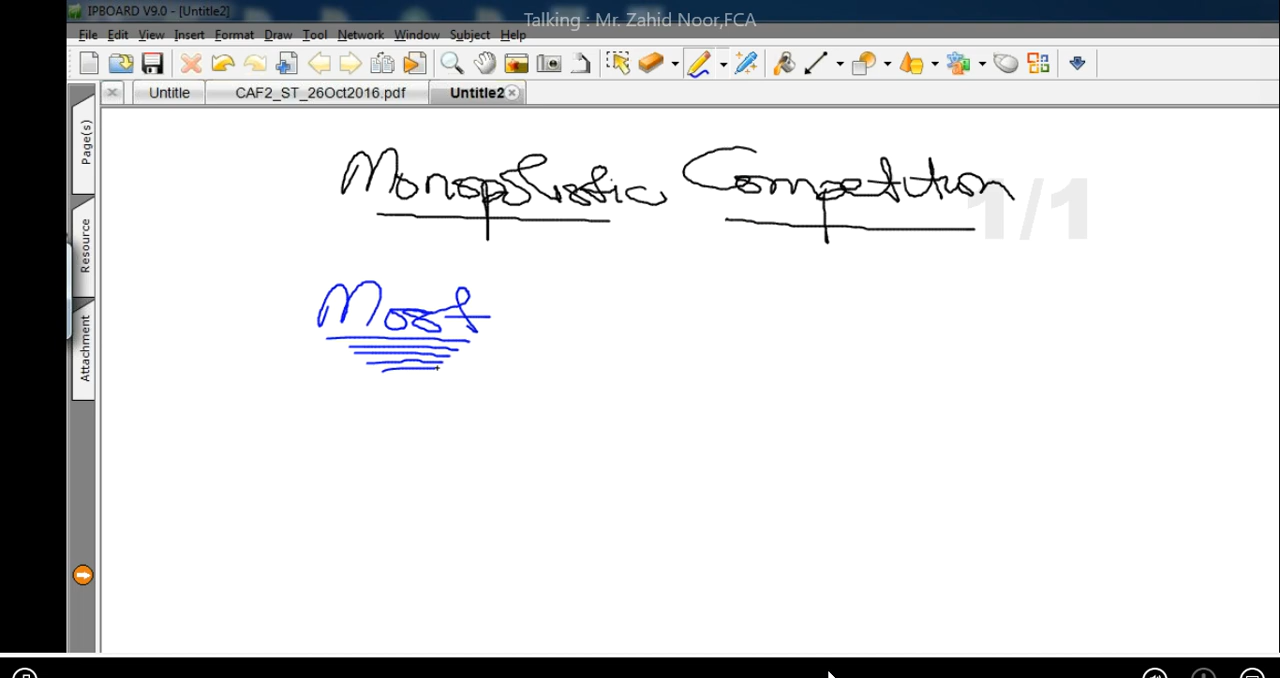 IPBOARD V9.0 - [Untitle2]
Talking : Mr. Zahid Noor,FCA
File Edit View Insert Format Draw Tool Network Window Subject Help
Untitle CAF2_ST_26Oct2016.pdf Untitle2
Page(s)
Resource
Attachment
Monopolistic Competition
1/1
Most